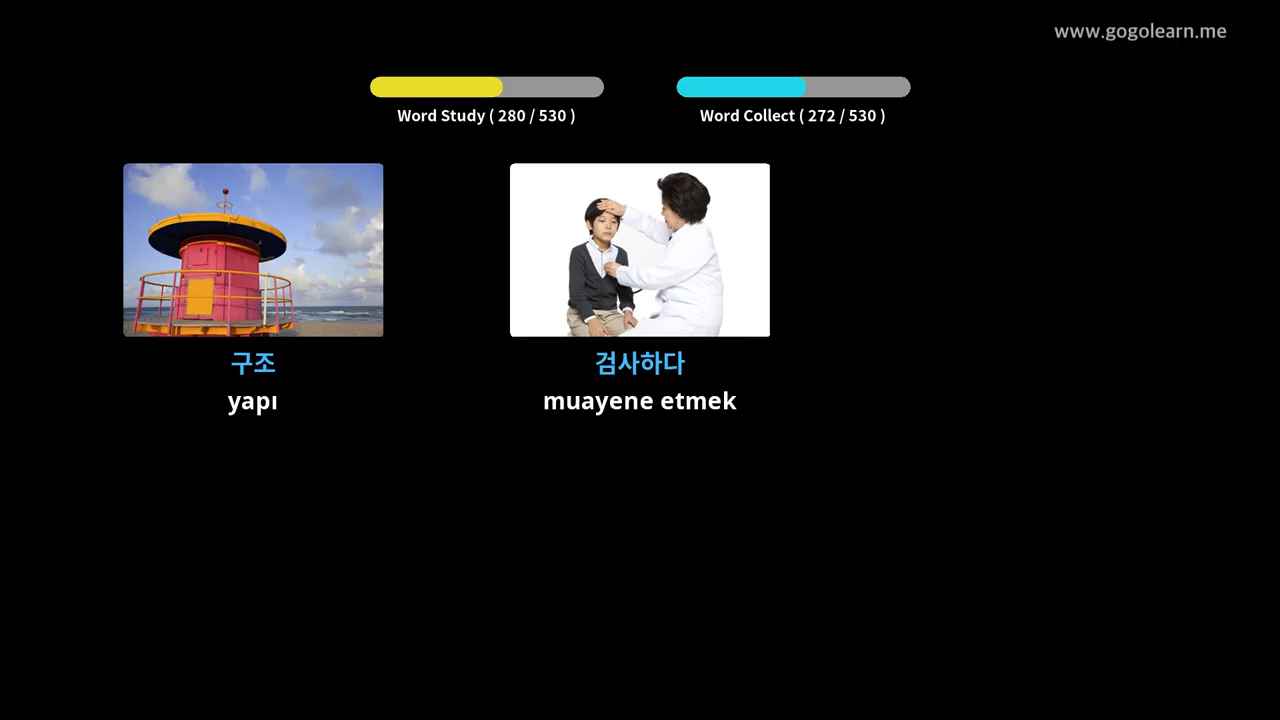 www.gogolearn.me
Word Study ( 280 / 530 )
Word Collect ( 272 / 530 )
구조
yapı
검사하다
muayene etmek